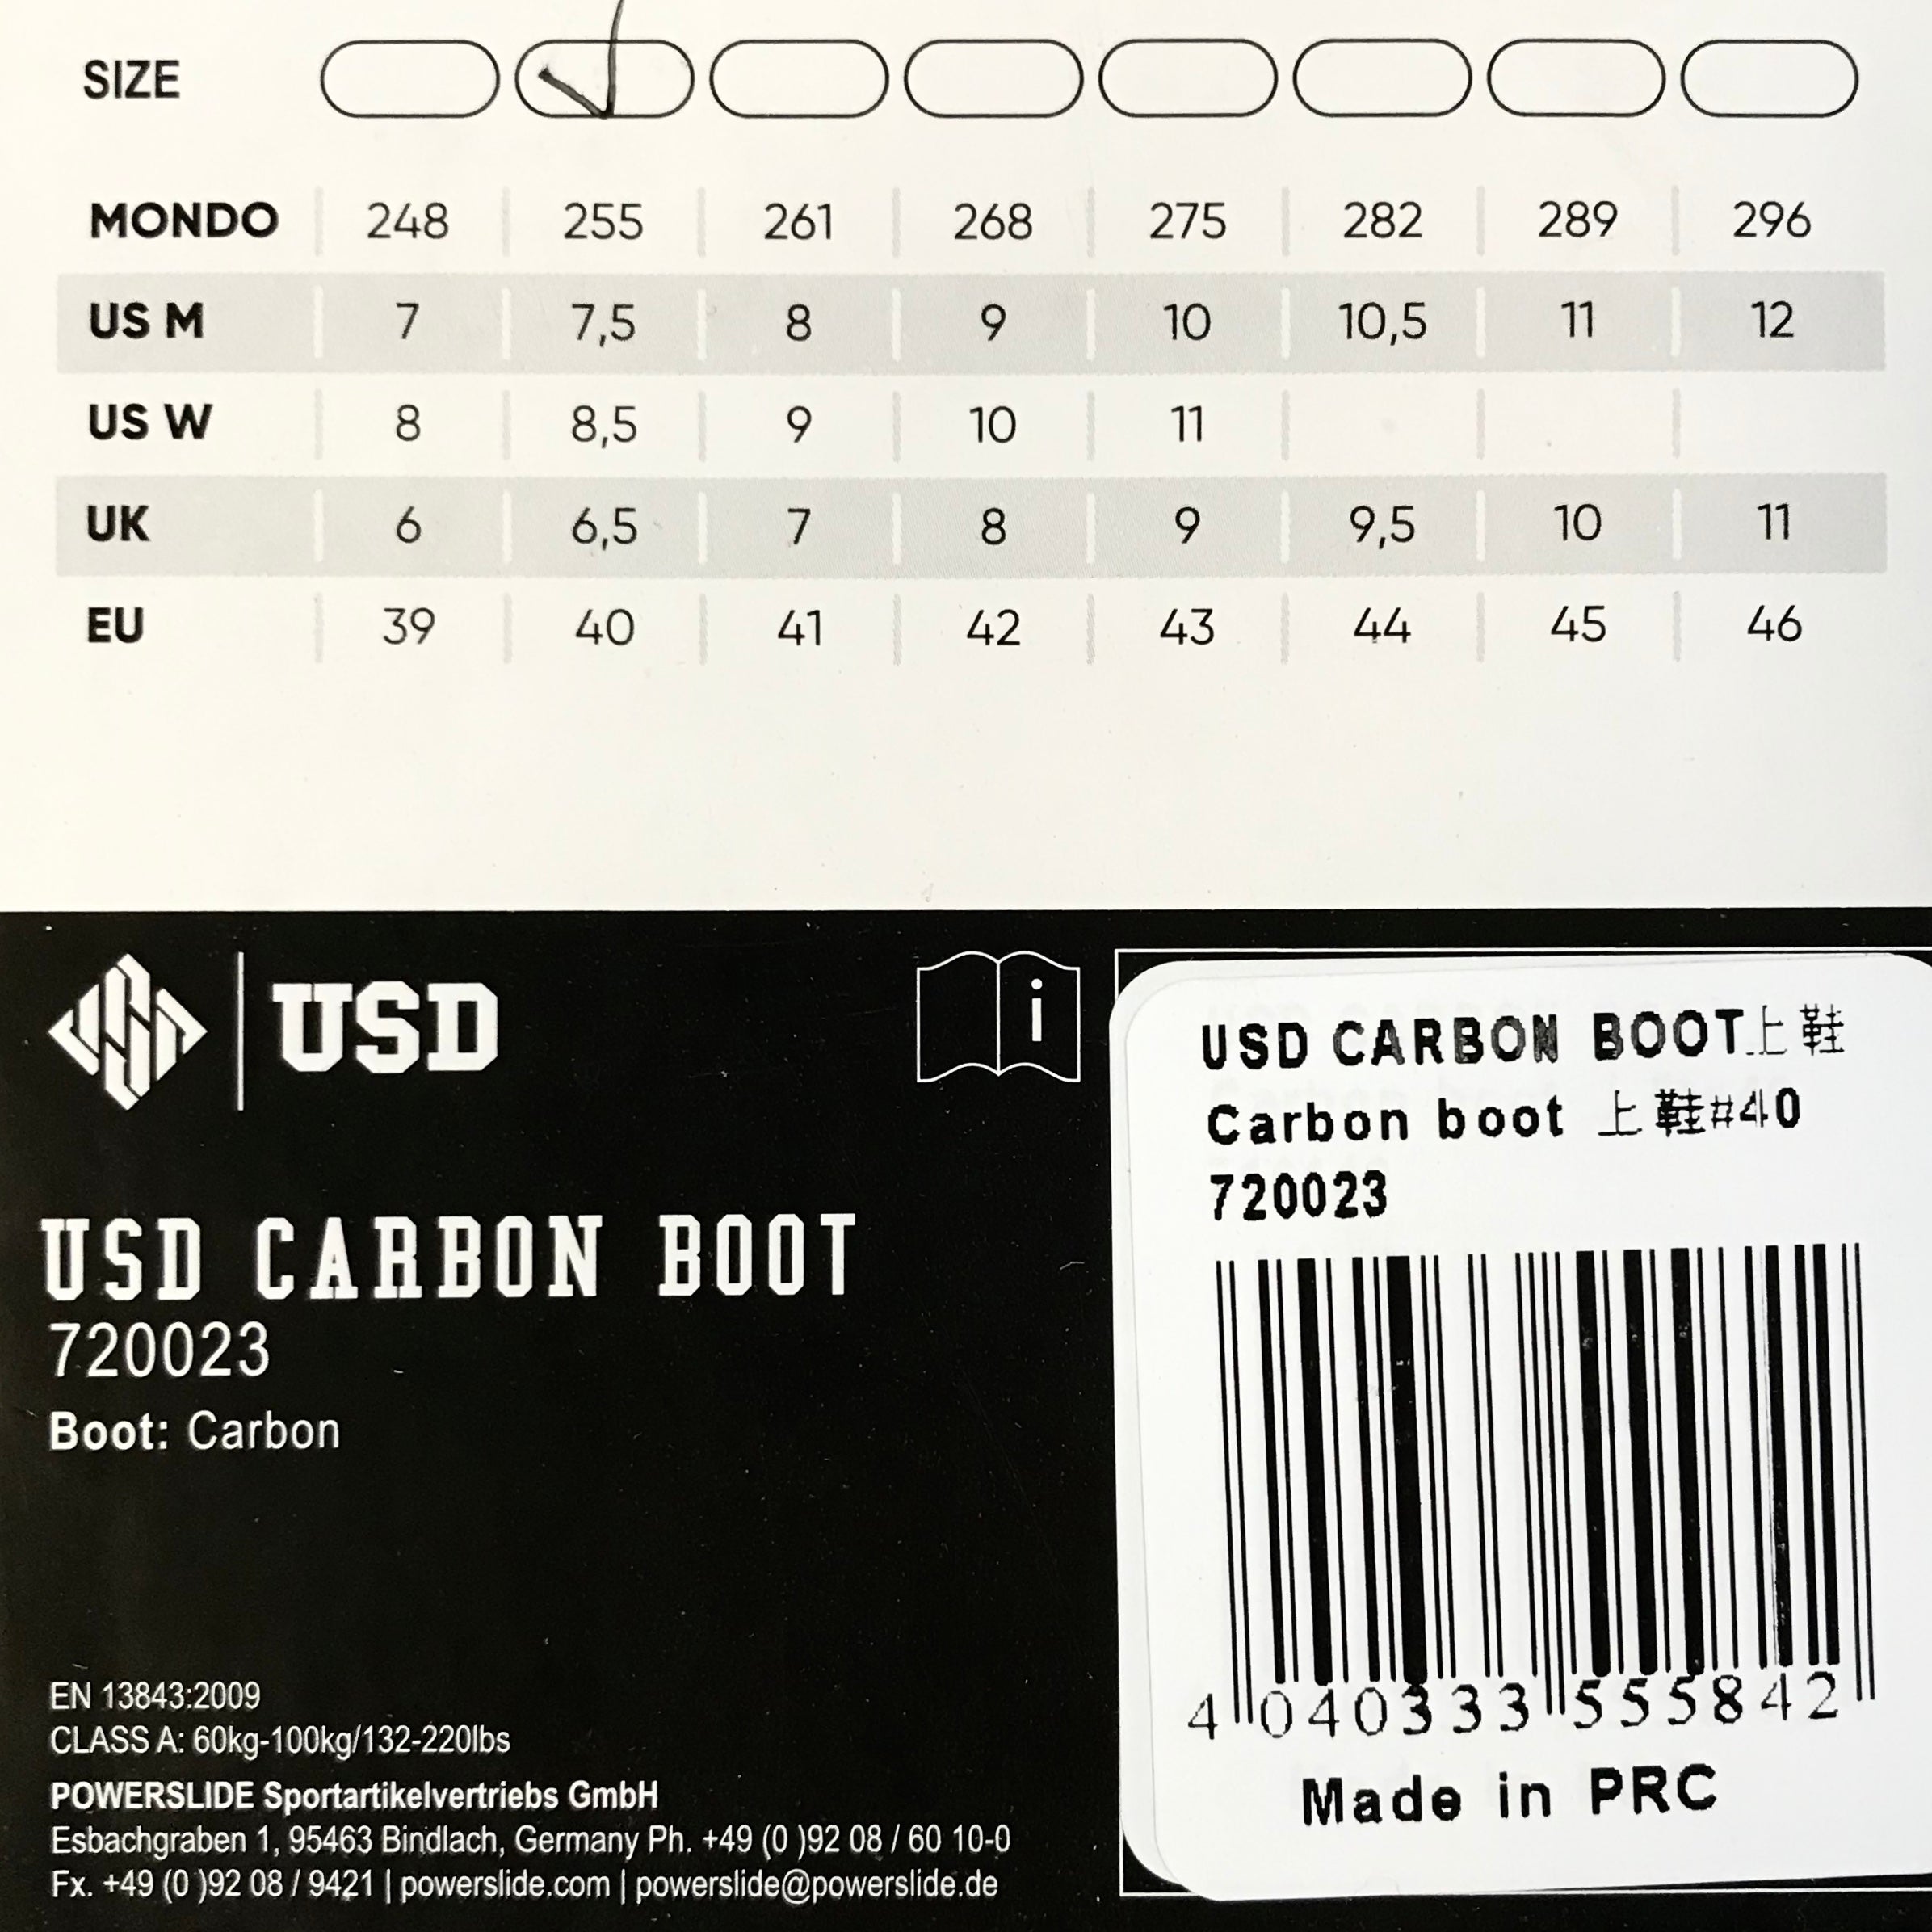 SIZE
MONDO 248 255 261 268 275 282 289 296
US M 7 7,5 8 9 10 10,5 11 12
US W 8 8,5 9 10 11
UK 6 6,5 7 8 9 9,5 10 11
EU 39 40 41 42 43 44 45 46
USD
i
USD CARBON BOOT
720023
Boot: Carbon
EN 13843:2009
CLASS A: 60kg-100kg/132-220lbs
POWERSLIDE Sportartikelvertriebs GmbH
Esbachgraben 1, 95463 Bindlach, Germany Ph. +49 (0 )92 08 / 60 10-0
Fx. +49 (0 )92 08 / 9421 | powerslide.com | powerslide@powerslide.de
USD CARBON BOOT上鞋
Carbon boot 上鞋#40
720023
4 040333 555842
Made in PRC